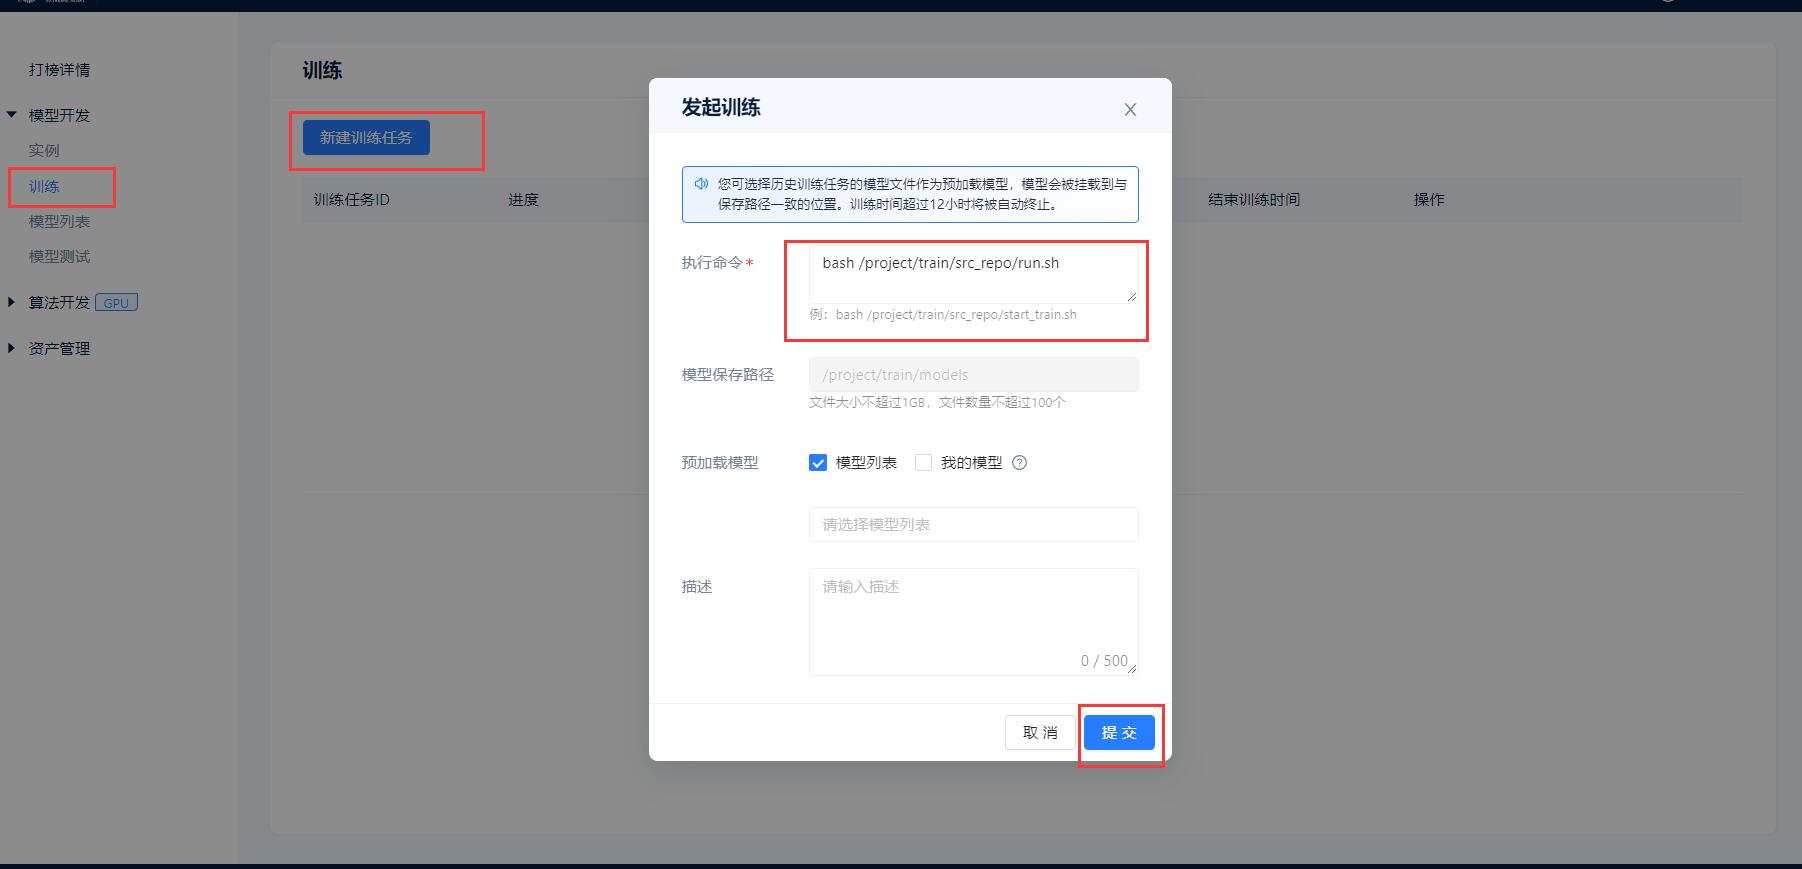 打榜详情
模型开发
实例
训练
模型列表
模型测试
算法开发 GPU
资产管理
训练
新建训练任务
训练任务ID 进度 结束训练时间 操作
发起训练
您可选择历史训练任务的模型文件作为预加载模型，模型会被挂载到与
保存路径一致的位置。训练时间超过12小时将被自动终止。
执行命令* bash /project/train/src_repo/run.sh
例：bash /project/train/src_repo/start_train.sh
模型保存路径 /project/train/models
文件大小不超过1GB，文件数量不超过100个
预加载模型 模型列表 我的模型
请选择模型列表
描述 请输入描述
0 / 500
取 消 提 交